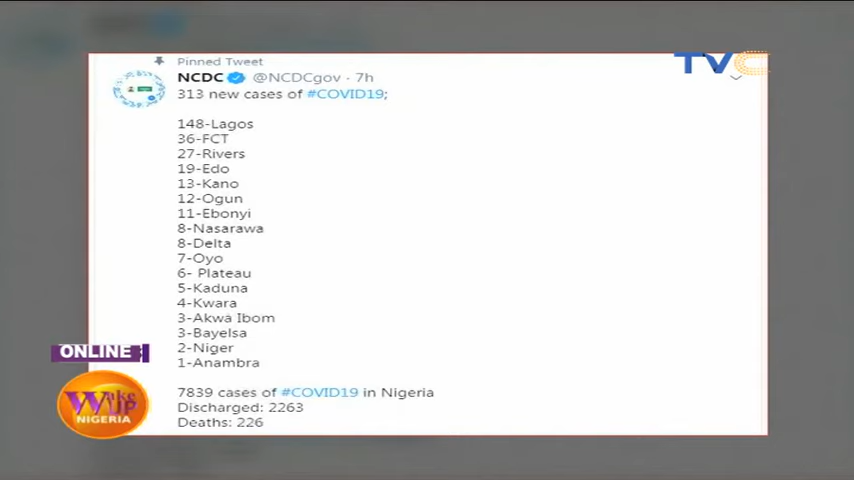 Pinned Tweet
TVC
NCDC @NCDCgov · 7h
313 new cases of #COVID19;
148-Lagos
36-FCT
27-Rivers
19-Edo
13-Kano
12-Ogun
11-Ebonyi
8-Nasarawa
8-Delta
7-Oyo
6- Plateau
5-Kaduna
4-Kwara
3-Akwa Ibom
3-Bayelsa
2-Niger
1-Anambra
7839 cases of #COVID19 in Nigeria
Discharged: 2263
Deaths: 226
ONLINE
Wake
UP
NIGERIA